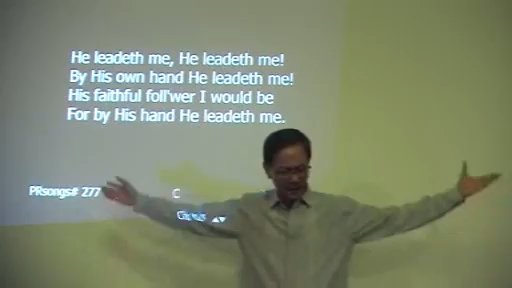 He leadeth me, He leadeth me!
By His own hand He leadeth me!
His faithful foll'wer I would be
For by His hand He leadeth me.
PRsongs# 277
C